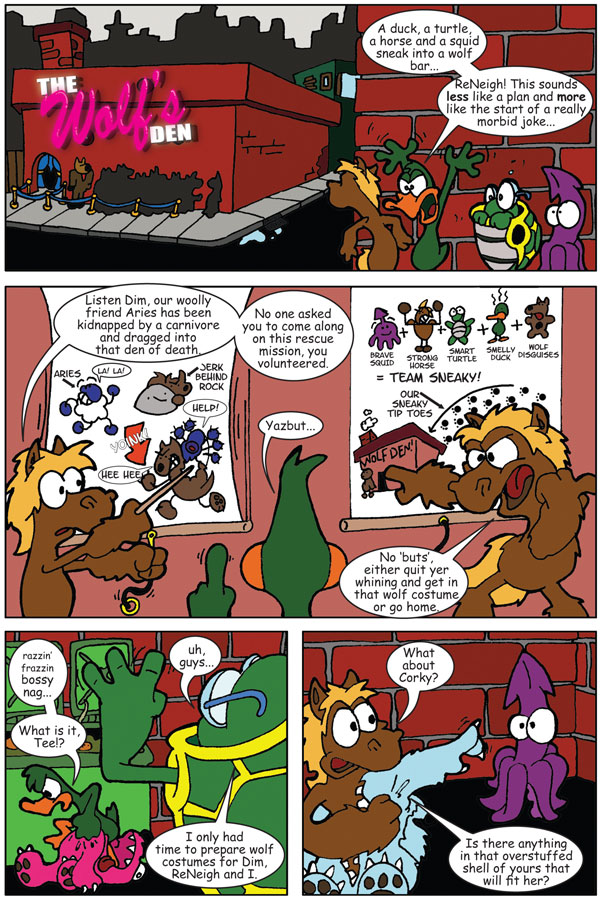 THE
Wolf's
DEN
A duck, a turtle,
a horse and a squid
sneak into a wolf
bar...
ReNeigh! This sounds
less like a plan and more
like the start of a really
morbid joke...
Listen Dim, our woolly
friend Aries has been
kidnapped by a carnivore
and dragged into
that den of death.
No one asked
you to come along
on this rescue
mission, you
volunteered.
ARIES
LA! LA!
JERK
BEHIND
ROCK
HELP!
YOINK!
HEE HEE
Yazbut...
BRAVE
SQUID
STRONG
HORSE
SMART
TURTLE
SMELLY
DUCK
WOLF
DISGUISES
+ + + +
= TEAM SNEAKY!
OUR
SNEAKY
TIP TOES
WOLF DEN!
No 'buts',
either quit yer
whining and get in
that wolf costume
or go home.
razzin'
frazzin
bossy
nag...
What is it,
Tee!?
uh,
guys...
I only had
time to prepare wolf
costumes for Dim,
ReNeigh and I.
What
about
Corky?
Is there anything
in that overstuffed
shell of yours that
will fit her?